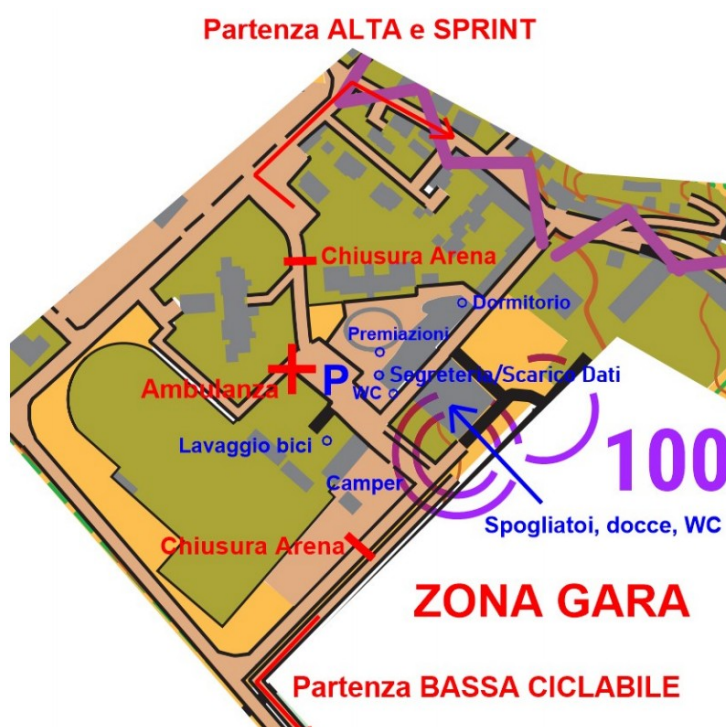 Partenza ALTA e SPRINT
Chiusura Arena
Dormitorio
Premiazioni
Ambulanza
P
WC
Segreteria/Scarico Dati
Lavaggio bici
100
Camper
Spogliatoi, docce, WC
Chiusura Arena
ZONA GARA
Partenza BASSA CICLABILE